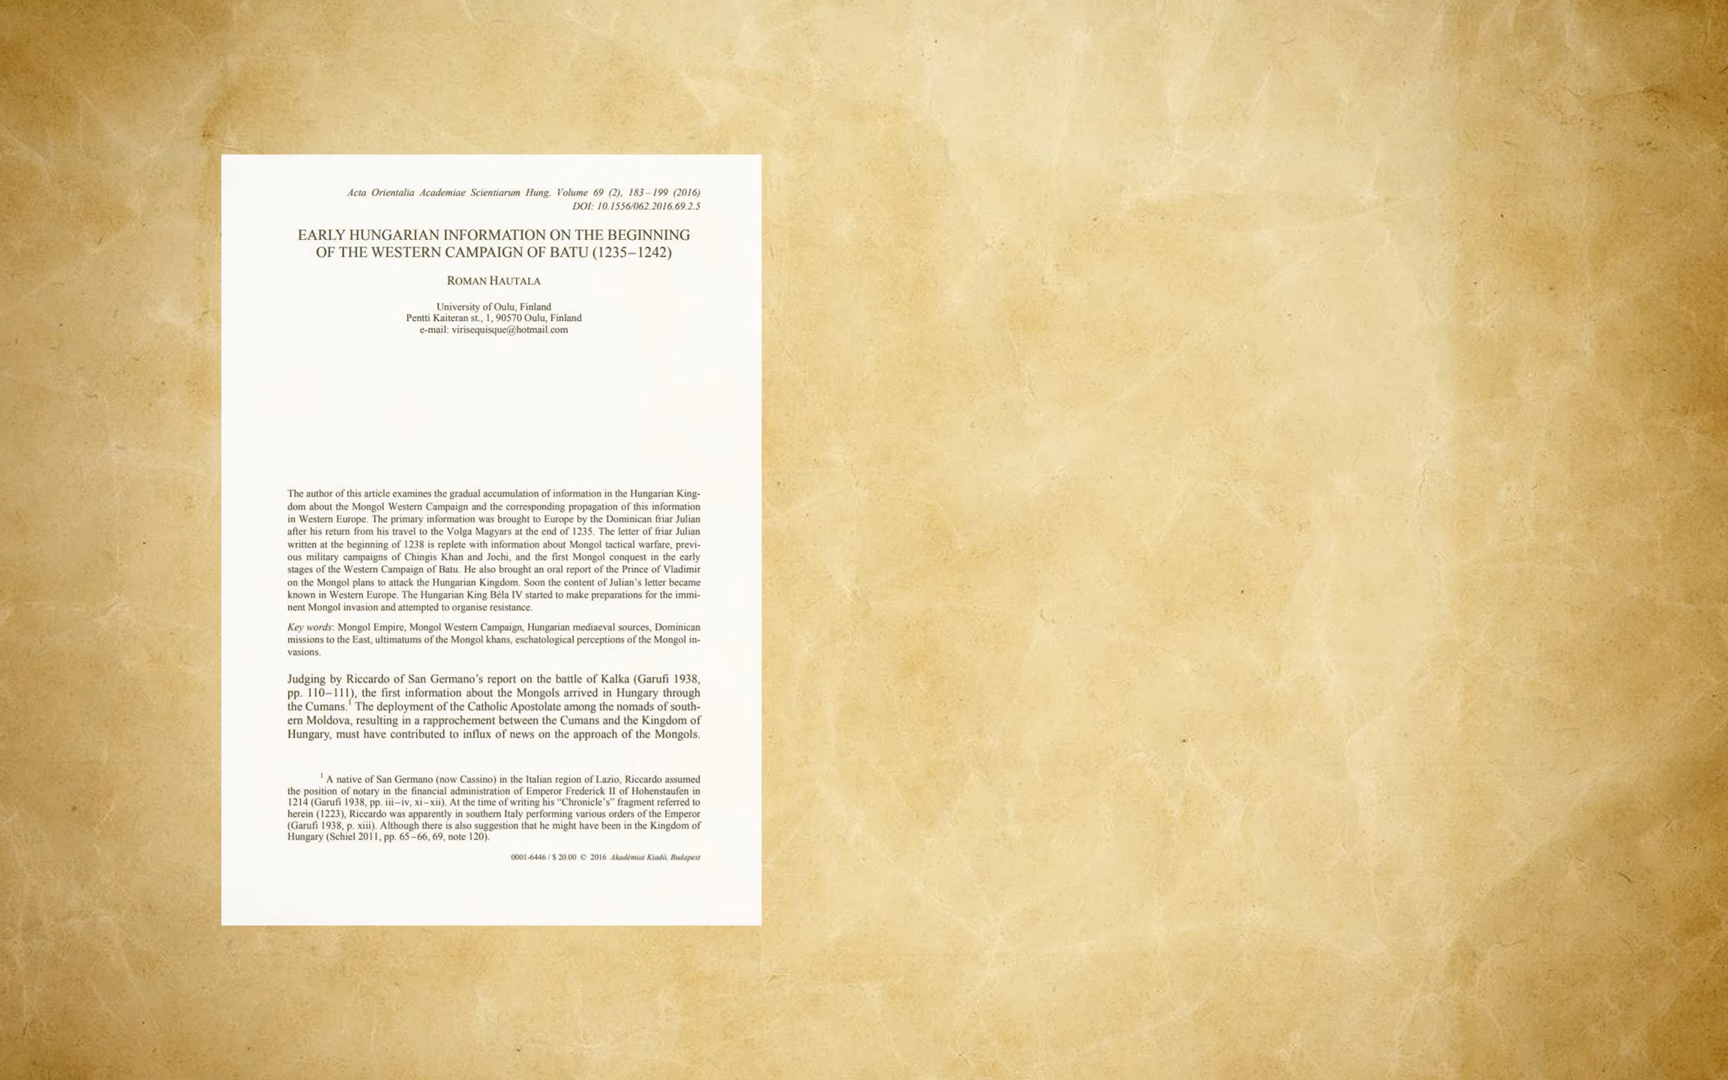 Acta Orientalia Academiae Scientiarum Hung. Volume 69 (2), 183–199 (2016)
DOI: 10.1556/062.2016.69.2.5
EARLY HUNGARIAN INFORMATION ON THE BEGINNING
OF THE WESTERN CAMPAIGN OF BATU (1235–1242)
ROMAN HAUTALA
University of Oulu, Finland
Pentti Kaiteran st., 1, 90570 Oulu, Finland
e-mail: virisequisque@hotmail.com
The author of this article examines the gradual accumulation of information in the Hungarian King-
dom about the Mongol Western Campaign and the corresponding propagation of this information
in Western Europe. The primary information was brought to Europe by the Dominican friar Julian
after his return from his travel to the Volga Magyars at the end of 1235. The letter of friar Julian
written at the beginning of 1238 is replete with information about Mongol tactical warfare, previ-
ous military campaigns of Chingis Khan and Jochi, and the first Mongol conquest in the early
stages of the Western Campaign of Batu. He also brought an oral report of the Prince of Vladimir
on the Mongol plans to attack the Hungarian Kingdom. Soon the content of Julian's letter became
known in Western Europe. The Hungarian King Béla IV started to make preparations for the immi-
nent Mongol invasion and attempted to organise resistance.
Key words: Mongol Empire, Mongol Western Campaign, Hungarian mediaeval sources, Dominican
missions to the East, ultimatums of the Mongol khans, eschatological perceptions of the Mongol in-
vasions.
Judging by Riccardo of San Germano's report on the battle of Kalka (Garufi 1938,
pp. 110–111), the first information about the Mongols arrived in Hungary through
the Cumans.1 The deployment of the Catholic Apostolate among the nomads of south-
ern Moldova, resulting in a rapprochement between the Cumans and the Kingdom of
Hungary, must have contributed to influx of news on the approach of the Mongols.
1 A native of San Germano (now Cassino) in the Italian region of Lazio, Riccardo assumed
the position of notary in the financial administration of Emperor Frederick II of Hohenstaufen in
1214 (Garufi 1938, pp. iii–iv, xi–xii). At the time of writing his "Chronicle's" fragment referred to
herein (1223), Riccardo was apparently in southern Italy performing various orders of the Emperor
(Garufi 1938, p. xiii). Although there is also suggestion that he might have been in the Kingdom of
Hungary (Schiel 2011, pp. 65–66, 69, note 120).
0001-6446 / $ 20.00 © 2016 Akadémiai Kiadó, Budapest